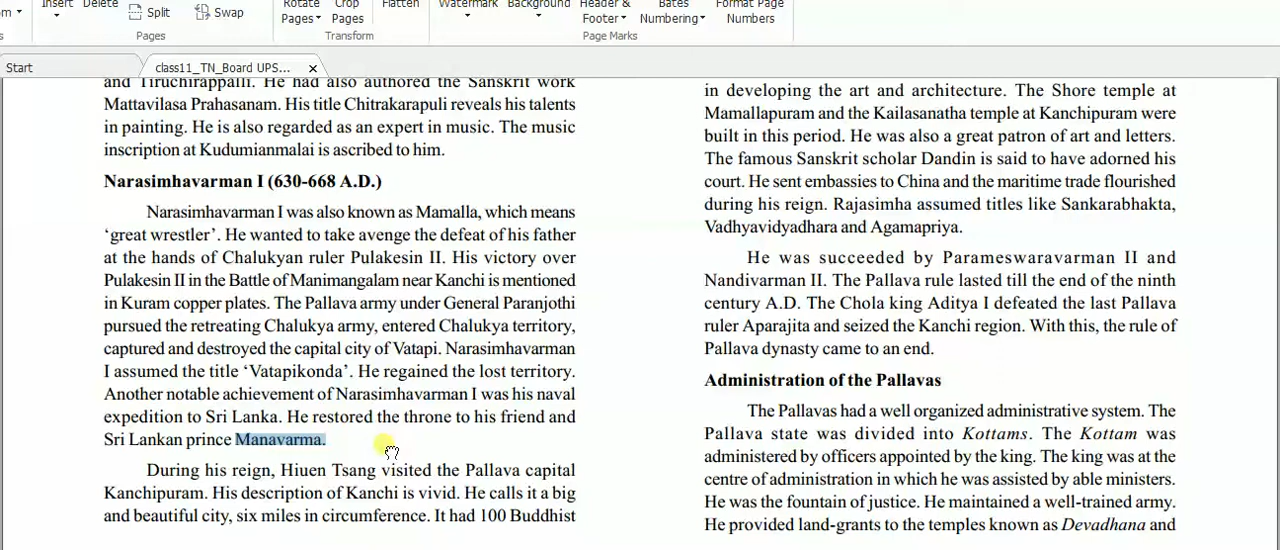 Insert
Delete
Split
Swap
Rotate
Pages
Crop
Pages
Flatten
Watermark
Background
Header &
Footer
Bates
Numbering
Format Page
Numbers
Pages
Transform
Page Marks
Start
class11_TN_Board UPS... x
and Tiruchirappalli. He had also authored the Sanskrit work
Mattavilasa Prahasanam. His title Chitrakarapuli reveals his talents
in painting. He is also regarded as an expert in music. The music
inscription at Kudumianmalai is ascribed to him.
Narasimhavarman I (630-668 A.D.)
Narasimhavarman I was also known as Mamalla, which means
‘great wrestler’. He wanted to take avenge the defeat of his father
at the hands of Chalukyan ruler Pulakesin II. His victory over
Pulakesin II in the Battle of Manimangalam near Kanchi is mentioned
in Kuram copper plates. The Pallava army under General Paranjothi
pursued the retreating Chalukya army, entered Chalukya territory,
captured and destroyed the capital city of Vatapi. Narasimhavarman
I assumed the title ‘Vatapikonda’. He regained the lost territory.
Another notable achievement of Narasimhavarman I was his naval
expedition to Sri Lanka. He restored the throne to his friend and
Sri Lankan prince Manavarma.
During his reign, Hiuen Tsang visited the Pallava capital
Kanchipuram. His description of Kanchi is vivid. He calls it a big
and beautiful city, six miles in circumference. It had 100 Buddhist
in developing the art and architecture. The Shore temple at
Mamallapuram and the Kailasanatha temple at Kanchipuram were
built in this period. He was also a great patron of art and letters.
The famous Sanskrit scholar Dandin is said to have adorned his
court. He sent embassies to China and the maritime trade flourished
during his reign. Rajasimha assumed titles like Sankarabhakta,
Vadhyavidyadhara and Agamapriya.
He was succeeded by Parameswaravarman II and
Nandivarman II. The Pallava rule lasted till the end of the ninth
century A.D. The Chola king Aditya I defeated the last Pallava
ruler Aparajita and seized the Kanchi region. With this, the rule of
Pallava dynasty came to an end.
Administration of the Pallavas
The Pallavas had a well organized administrative system. The
Pallava state was divided into Kottams. The Kottam was
administered by officers appointed by the king. The king was at the
centre of administration in which he was assisted by able ministers.
He was the fountain of justice. He maintained a well-trained army.
He provided land-grants to the temples known as Devadhana and